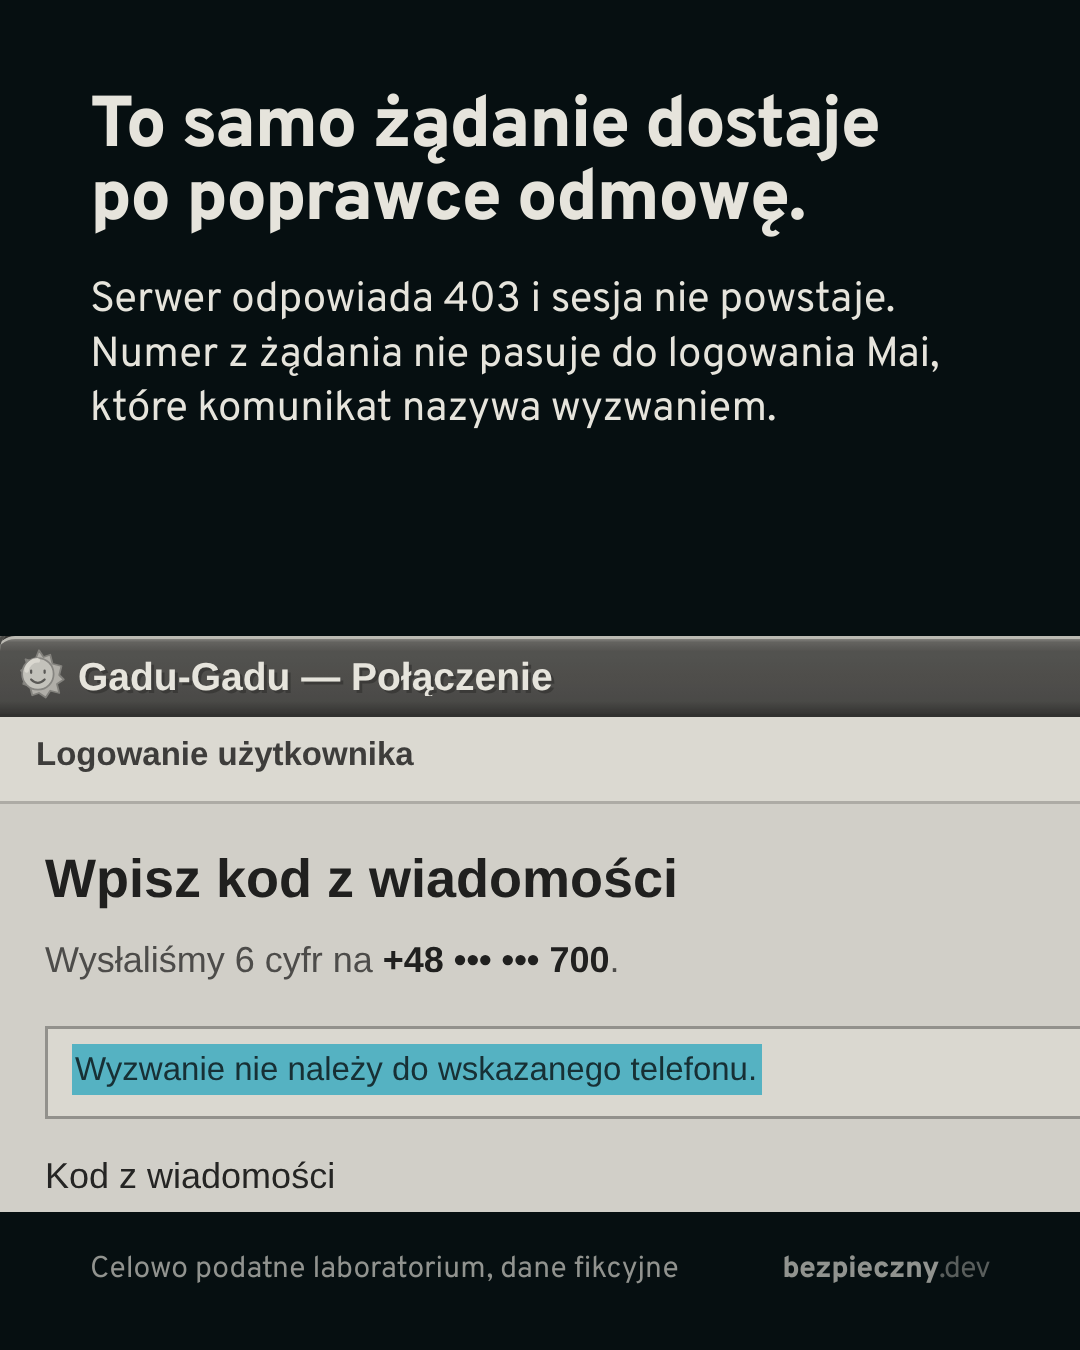 To samo żądanie dostaje
po poprawce odmowę.
Serwer odpowiada 403 i sesja nie powstaje.
Numer z żądania nie pasuje do logowania Mai,
które komunikat nazywa wyzwaniem.
Gadu-Gadu — Połączenie
Logowanie użytkownika
Wpisz kod z wiadomości
Wysłaliśmy 6 cyfr na +48 ••• ••• 700.
Wyzwanie nie należy do wskazanego telefonu.
Kod z wiadomości
Celowo podatne laboratorium, dane fikcyjne
bezpieczny.dev